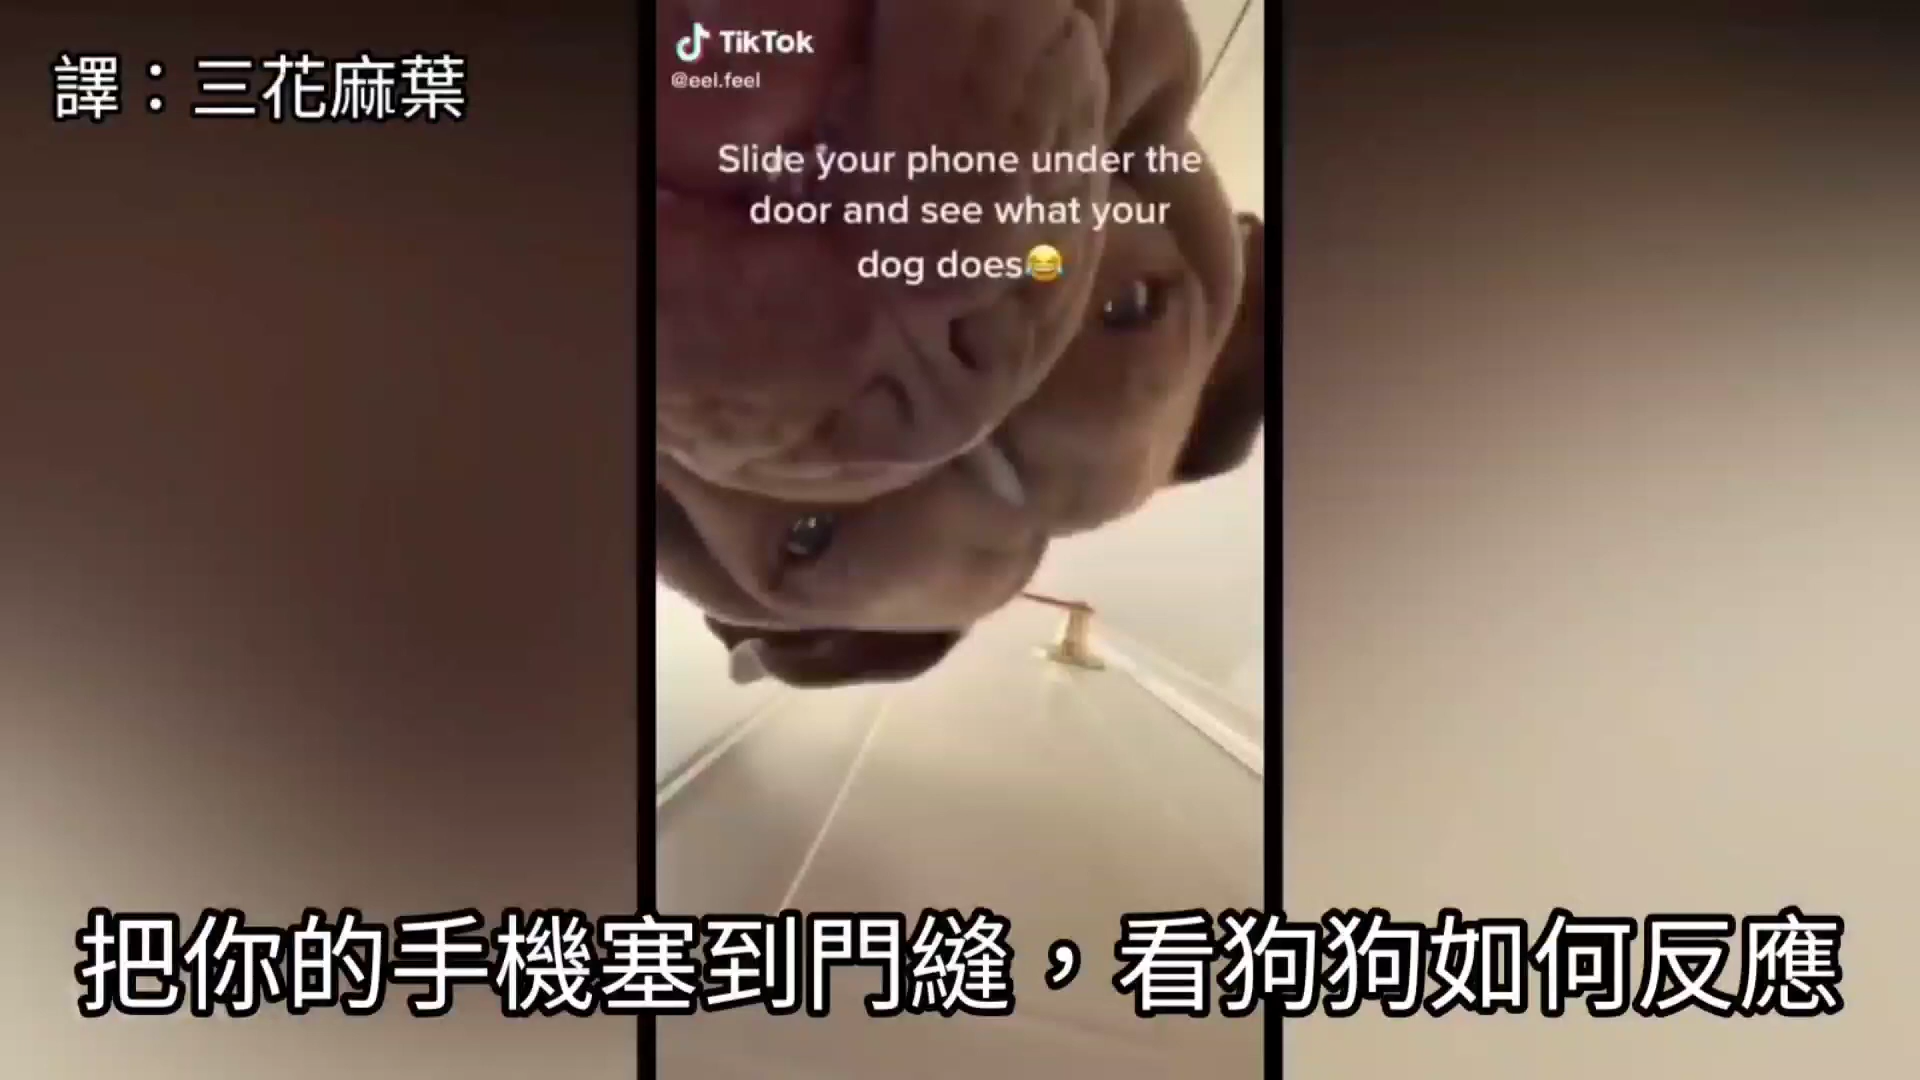 譯：三花麻葉
TikTok
@eel.feel
Slide your phone under the
door and see what your
dog does😂
把你的手機塞到門縫，看狗狗如何反應